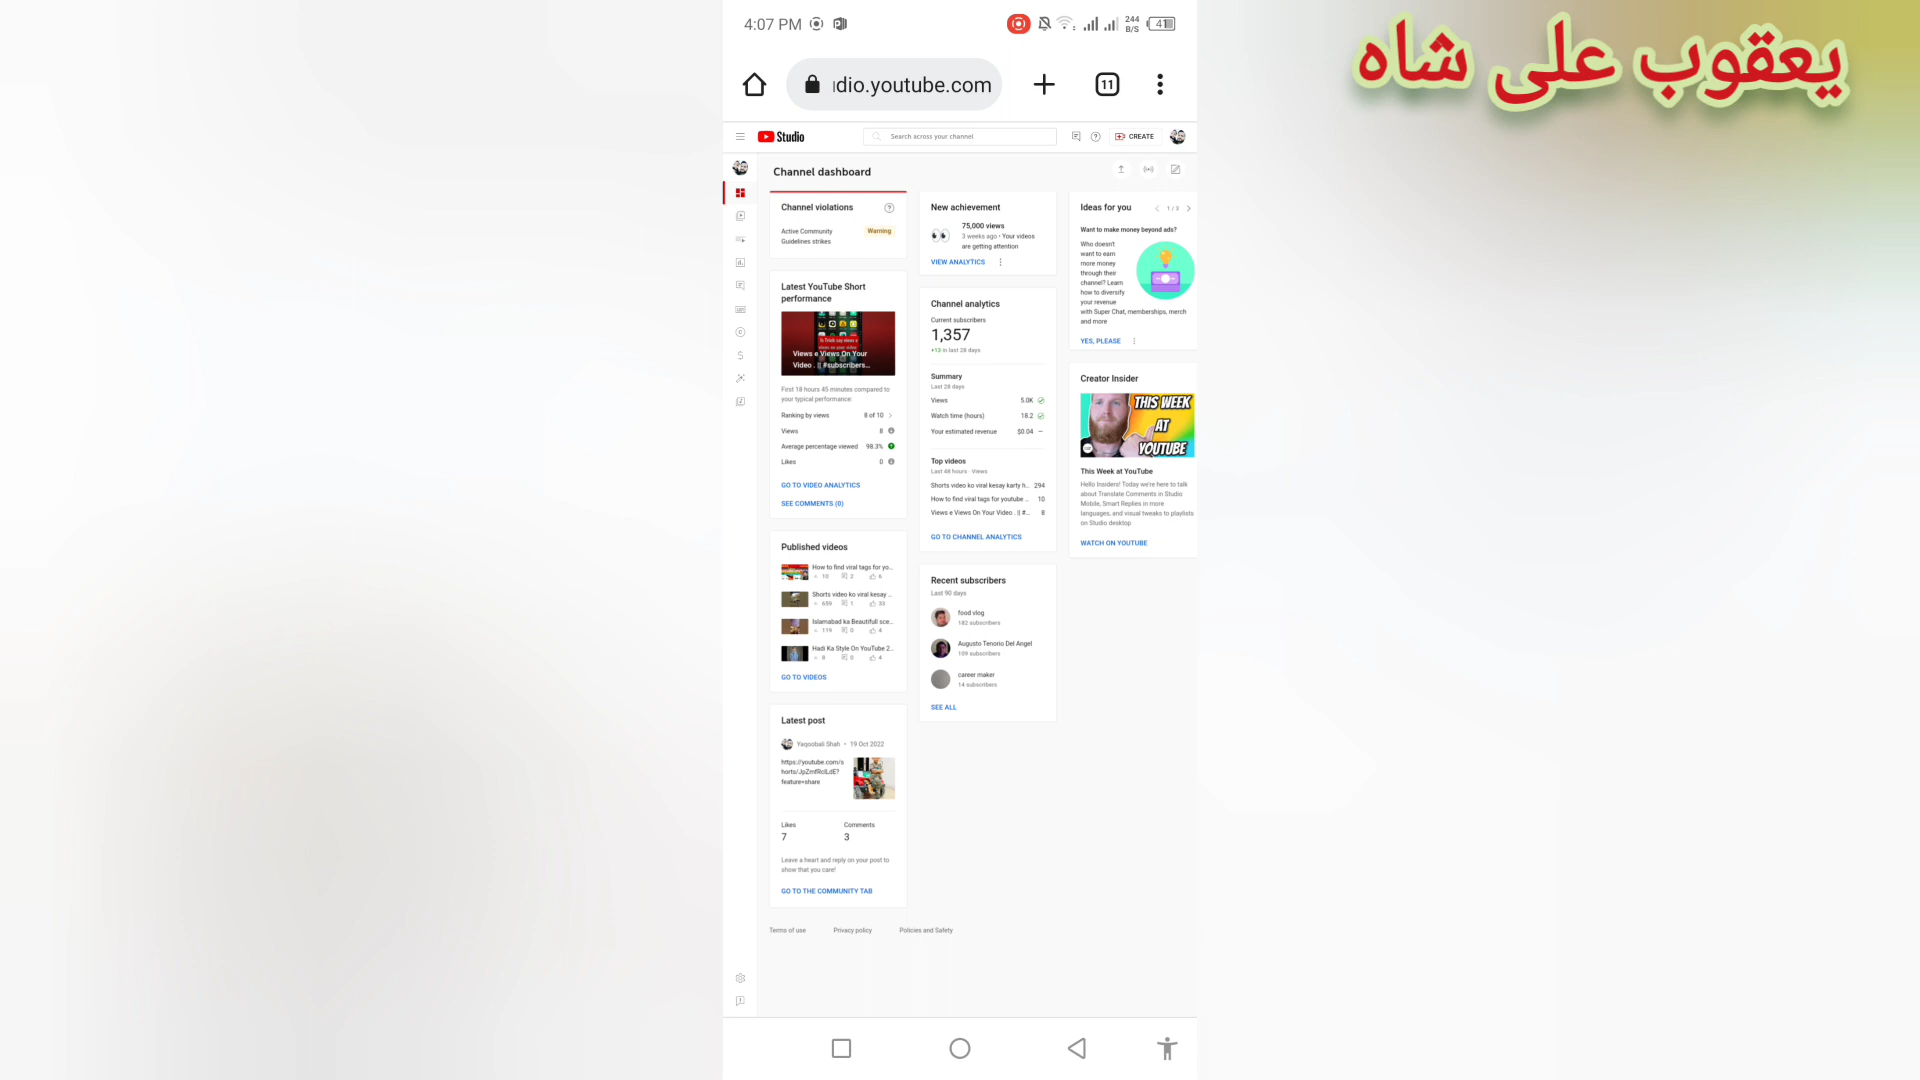 4:07 PM
244
B/S
41
يعقوب على شاه
dio.youtube.com
11
Studio
Search across your channel
CREATE
Channel dashboard
Channel violations
Active Community
Guidelines strikes
Warning
Latest YouTube Short
performance
Views e Views On Your
Video . || #subscribers...
First 18 hours 45 minutes compared to
your typical performance:
Ranking by views 8 of 10
Views 8
Average percentage viewed 98.3%
Likes 0
GO TO VIDEO ANALYTICS
SEE COMMENTS (0)
Published videos
How to find viral tags for yo...
10 2 6
Shorts video ko viral kesay ...
659 1 33
Islamabad ka Beautifull sce...
119 0 4
Hadi Ka Style On YouTube 2...
8 0 4
GO TO VIDEOS
Latest post
Yaqoobali Shah • 19 Oct 2022
https://youtube.com/s
feature=share
Likes Comments
7 3
Leave a heart and reply on your post to
show that you care!
GO TO THE COMMUNITY TAB
New achievement
75,000 views
3 weeks ago • Your videos
are getting attention
VIEW ANALYTICS
Channel analytics
Current subscribers
1,357
+13 in last 28 days
Summary
Last 28 days
Views 5.0K
Watch time (hours) 18.2
Your estimated revenue $0.04 —
Top videos
Last 48 hours · Views
Shorts video ko viral kesay karty h... 294
How to find viral tags for youtube ... 10
Views e Views On Your Video . || #... 8
GO TO CHANNEL ANALYTICS
Recent subscribers
Last 90 days
food vlog
182 subscribers
Augusto Tenorio Del Angel
109 subscribers
career maker
14 subscribers
SEE ALL
Ideas for you
1 / 3
Want to make money beyond ads?
Who doesn't
want to earn
more money
through their
channel? Learn
how to diversify
your revenue
with Super Chat, memberships, merch
and more
YES, PLEASE
Creator Insider
THIS WEEK
AT
YOUTUBE
This Week at YouTube
Hello Insiders! Today we're here to talk
about Translate Comments in Studio
Mobile, Smart Replies in more
languages, and visual tweaks to playlists
on Studio desktop
WATCH ON YOUTUBE
Terms of use Privacy policy Policies and Safety